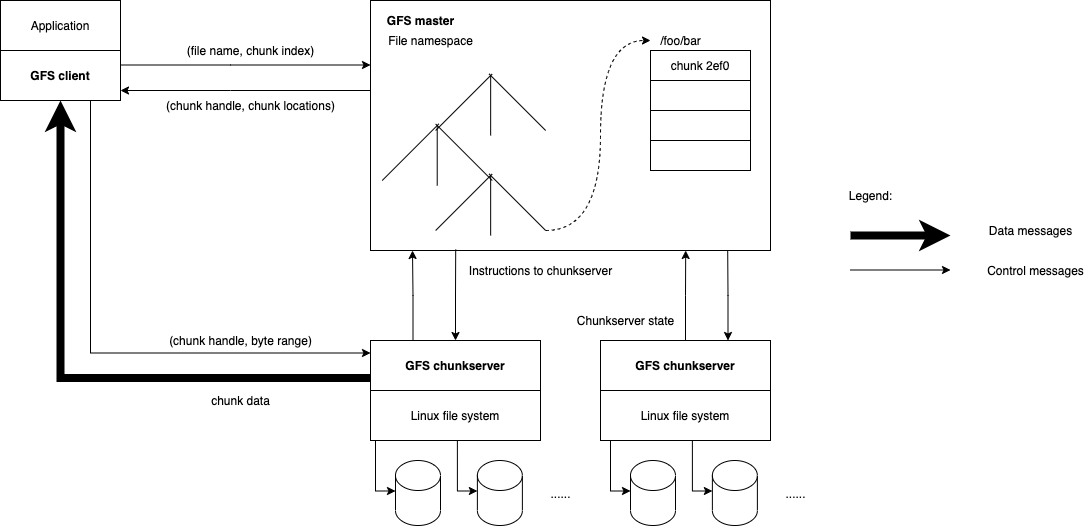 Application
GFS client
(file name, chunk index)
(chunk handle, chunk locations)
GFS master
File namespace
/foo/bar
chunk 2ef0
Legend:
Data messages
Control messages
Instructions to chunkserver
Chunkserver state
(chunk handle, byte range)
chunk data
GFS chunkserver
Linux file system
GFS chunkserver
Linux file system
......
......